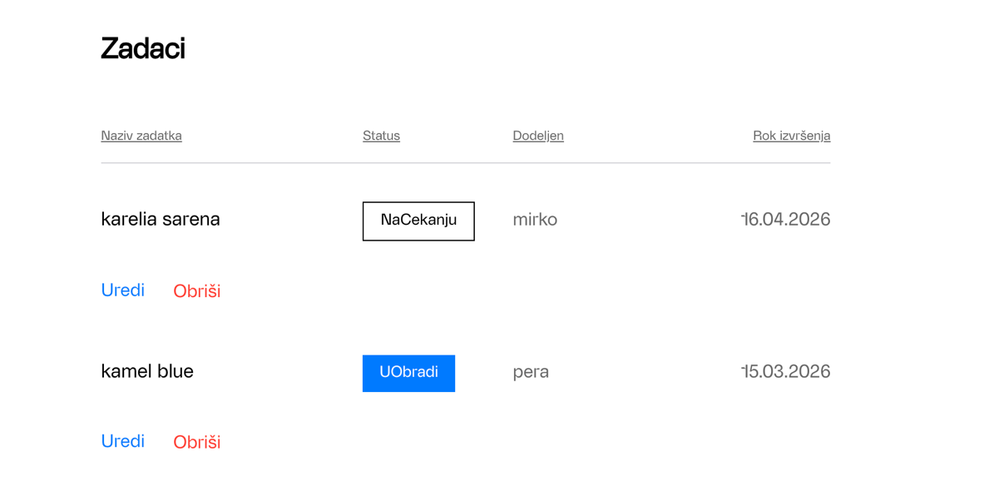 Zadaci
Naziv zadatka Status Dodeljen Rok izvršenja
karelia sarena NaCekanju mirko 16.04.2026
Uredi Obriši
kamel blue UObradi pera 15.03.2026
Uredi Obriši